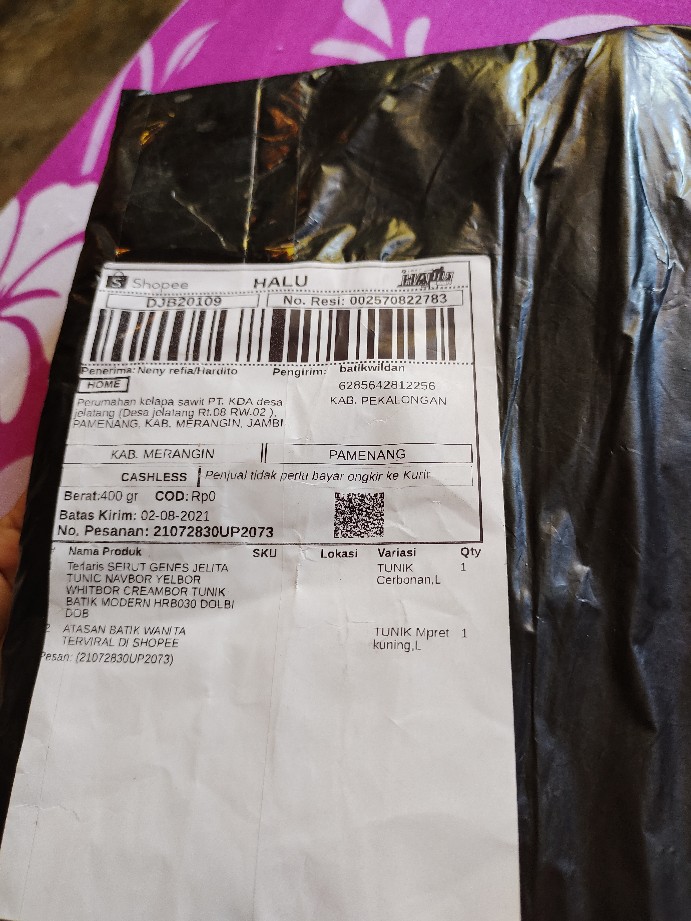 Shopee HALU HALU
DJB20109 No. Resi: 002570822783
Penerima: Neny refia/Hardito Pengirim: batikwildan
HOME 6285642812256
Perumahan kelapa sawit PT. KDA desa KAB. PEKALONGAN
jelatang (Desa jelatang Rt.08 RW.02 ),
PAMENANG, KAB. MERANGIN, JAMBI
KAB. MERANGIN || PAMENANG
CASHLESS Penjual tidak perlu bayar ongkir ke Kurir
Berat:400 gr COD: Rp0
Batas Kirim: 02-08-2021
No. Pesanan: 21072830UP2073
# Nama Produk SKU Lokasi Variasi Qty
Terlaris SERUT GENES JELITA TUNIK 1
TUNIC NAVBOR YELBOR Cerbonan,L
WHITBOR CREAMBOR TUNIK
BATIK MODERN HRB030 DOLBI
DOB
2 ATASAN BATIK WANITA TUNIK Mpret 1
TERVIRAL DI SHOPEE kuning,L
Pesan: (21072830UP2073)